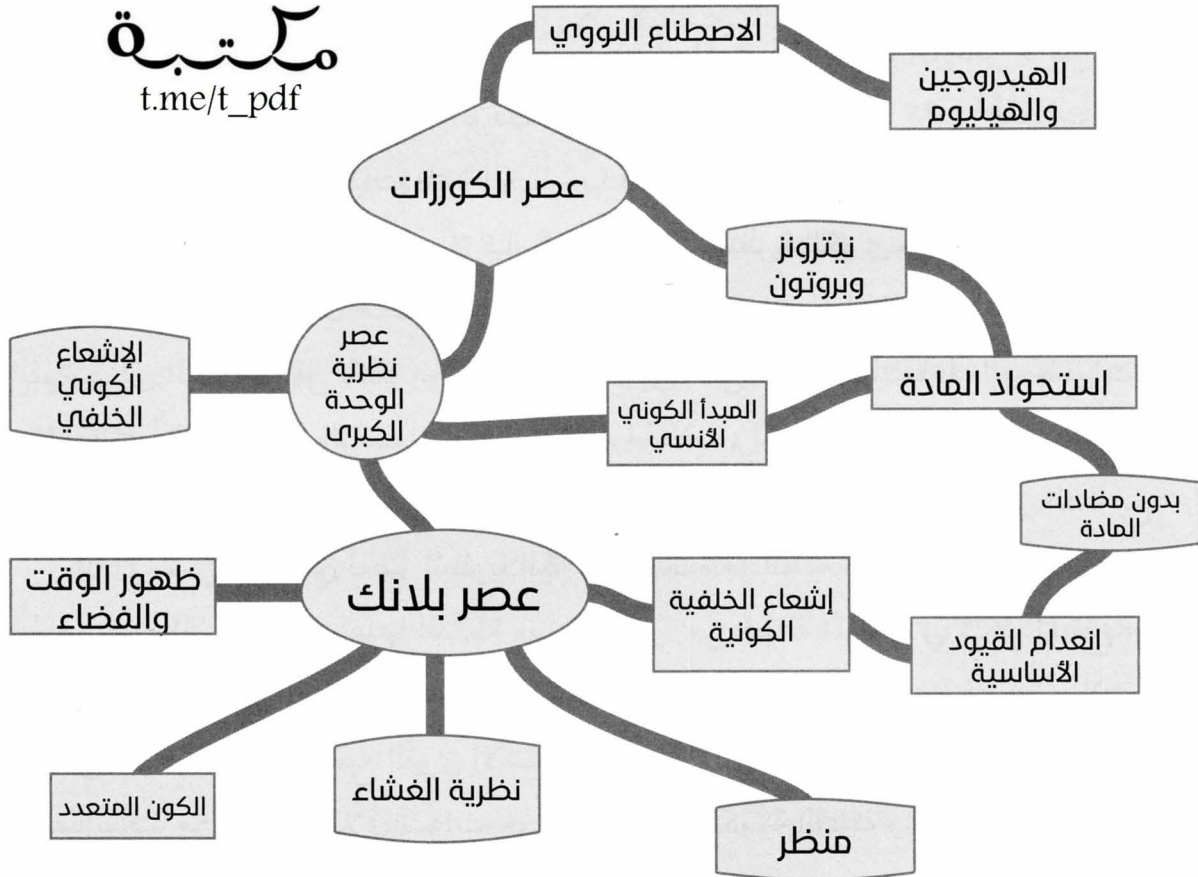 مكتبة
t.me/t_pdf
الاصطناع النووي
الهيدروجين
والهيليوم
عصر الكورزات
نيترونز
وبروتون
عصر
نظرية
الوحدة
الكبرى
الإشعاع
الكوني
الخلفي
المبدأ الكوني
الأنسي
استحواذ المادة
بدون مضادات
المادة
ظهور الوقت
والفضاء
عصر بلانك
إشعاع الخلفية
الكونية
انعدام القيود
الأساسية
الكون المتعدد
نظرية الغشاء
منظر